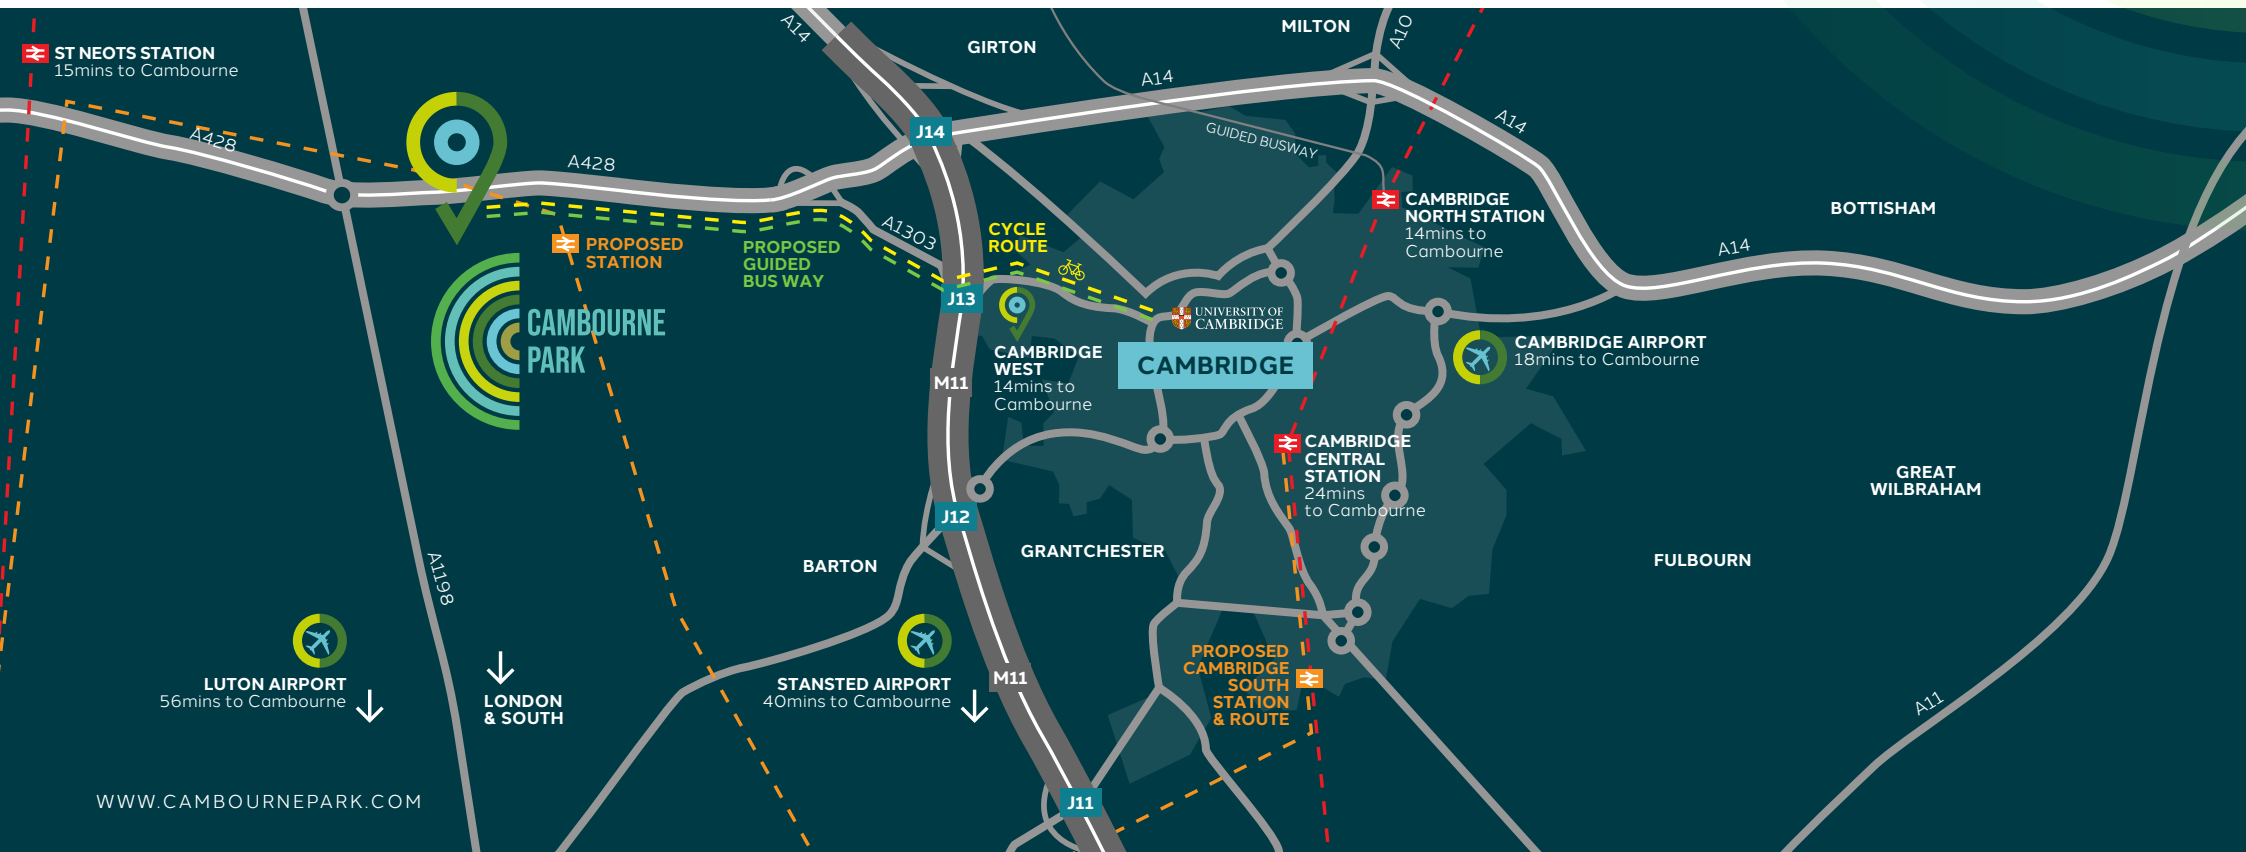 A14
GIRTON
MILTON
A10
ST NEOTS STATION
15mins to Cambourne
A14
A14
A428
J14
GUIDED BUSWAY
A428
CAMBRIDGE
NORTH STATION
14mins to
Cambourne
BOTTISHAM
A14
A1303
CYCLE
ROUTE
PROPOSED
STATION
PROPOSED
GUIDED
BUS WAY
J13
UNIVERSITY OF
CAMBRIDGE
CAMBOURNE
PARK
CAMBRIDGE
WEST
14mins to
Cambourne
CAMBRIDGE
CAMBRIDGE AIRPORT
18mins to Cambourne
M11
CAMBRIDGE
CENTRAL
STATION
24mins
to Cambourne
GREAT
WILBRAHAM
J12
GRANTCHESTER
BARTON
FULBOURN
A1198
LUTON AIRPORT
56mins to Cambourne
LONDON
& SOUTH
STANSTED AIRPORT
40mins to Cambourne
M11
PROPOSED
CAMBRIDGE
SOUTH
STATION
& ROUTE
A11
J11
WWW.CAMBOURNEPARK.COM